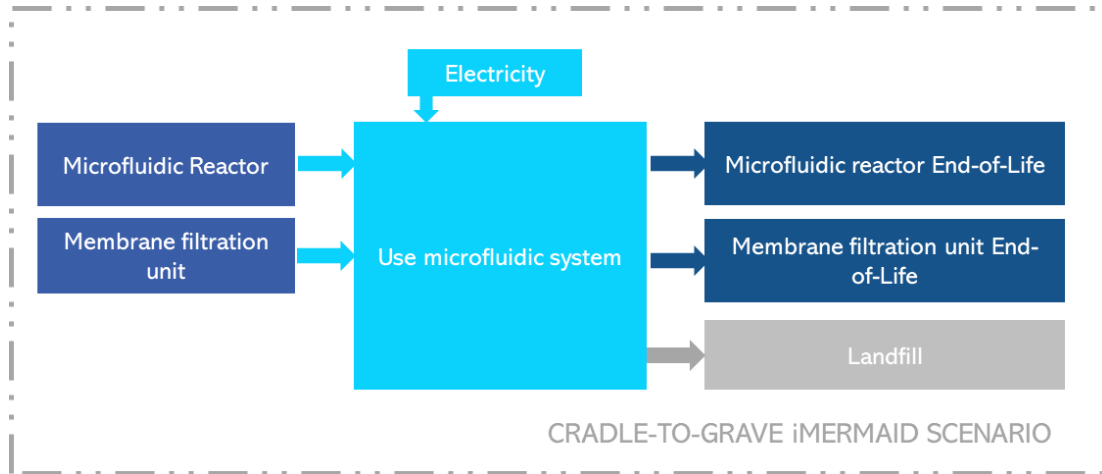 Electricity
Microfluidic Reactor
Membrane filtration
unit
Use microfluidic system
Microfluidic reactor End-of-Life
Membrane filtration unit End-
of-Life
Landfill
CRADLE-TO-GRAVE iMERMAID SCENARIO